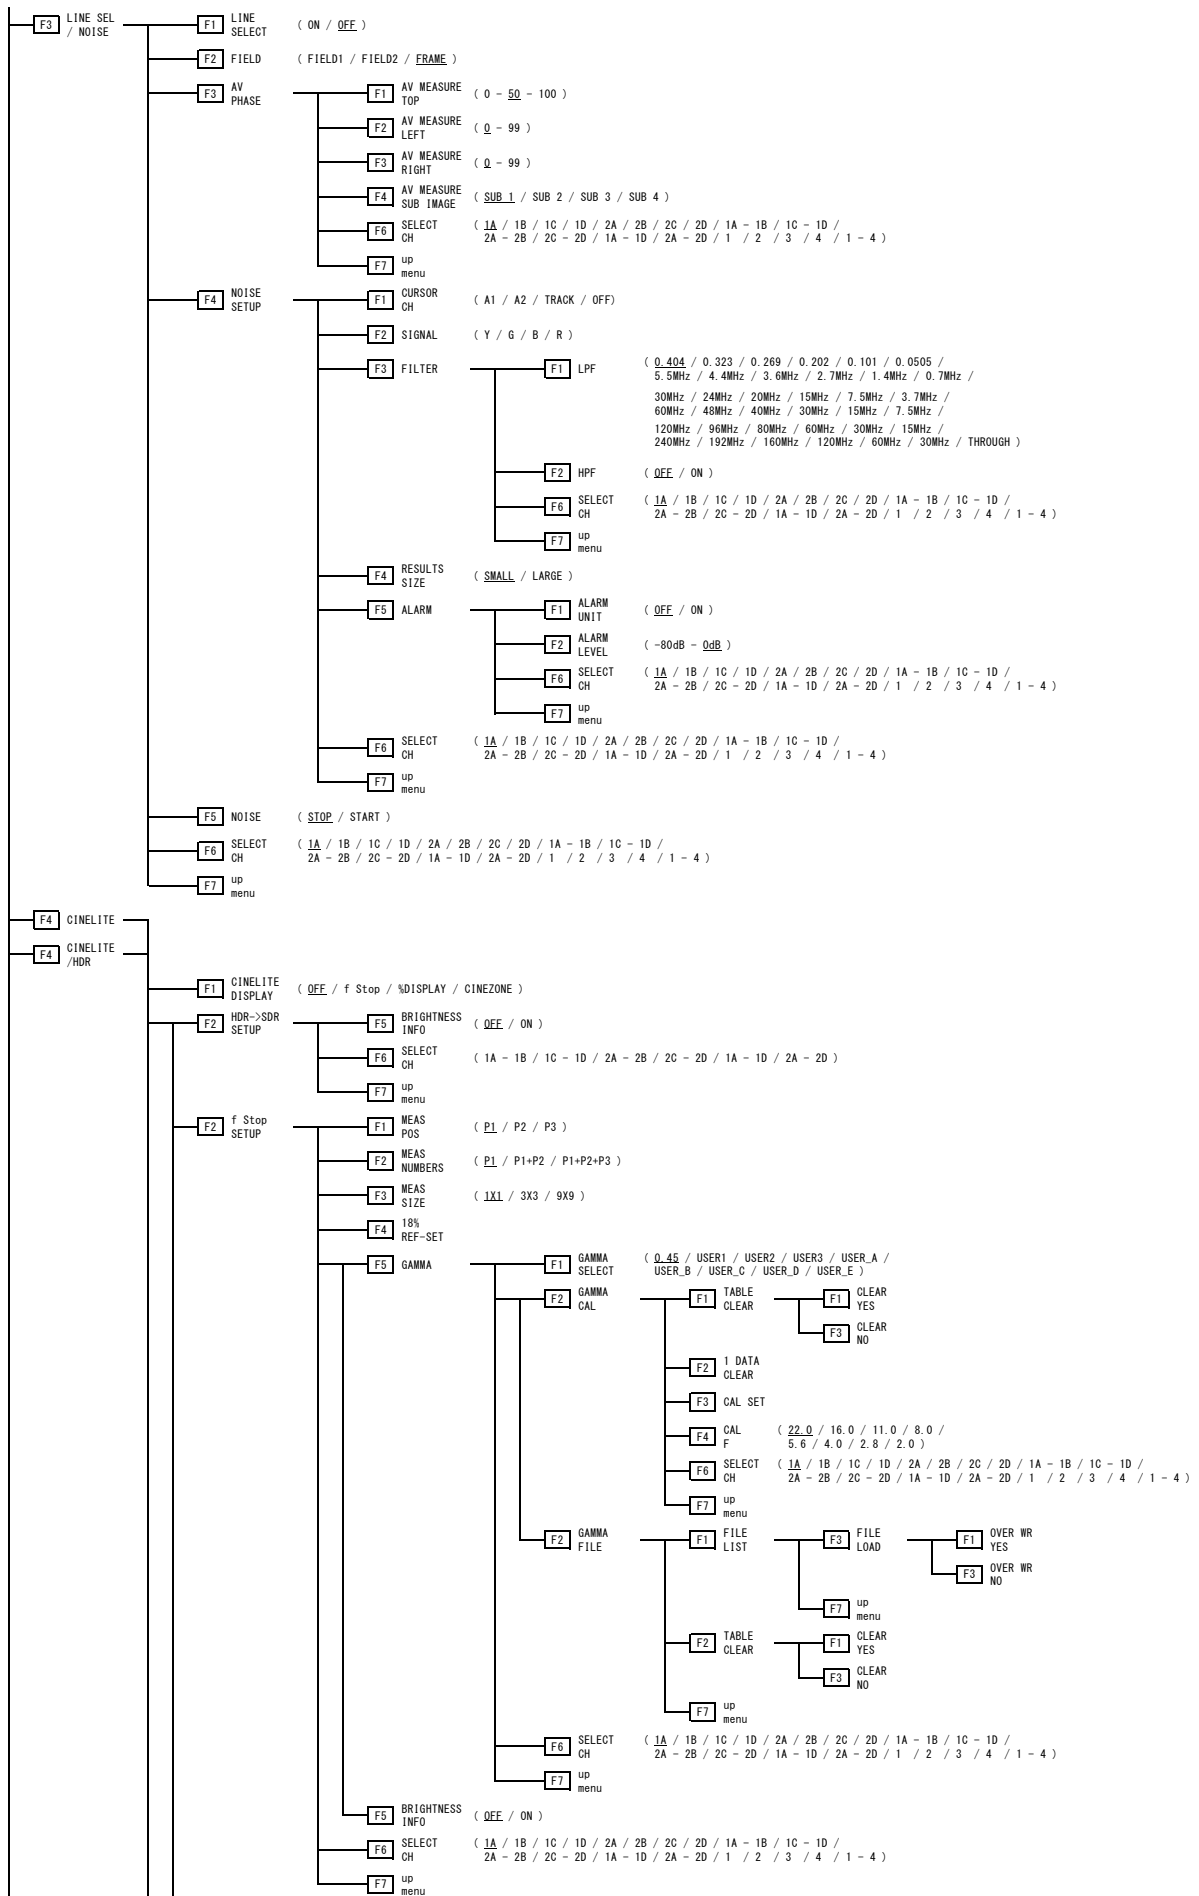 F3 LINE SEL / NOISE
F1 LINE SELECT ( ON / OFF )
F2 FIELD ( FIELD1 / FIELD2 / FRAME )
F3 AV PHASE
F1 AV MEASURE TOP ( 0 - 50 - 100 )
F2 AV MEASURE LEFT ( 0 - 99 )
F3 AV MEASURE RIGHT ( 0 - 99 )
F4 AV MEASURE SUB IMAGE ( SUB 1 / SUB 2 / SUB 3 / SUB 4 )
F6 SELECT CH ( 1A / 1B / 1C / 1D / 2A / 2B / 2C / 2D / 1A - 1B / 1C - 1D /
2A - 2B / 2C - 2D / 1A - 1D / 2A - 2D / 1 / 2 / 3 / 4 / 1 - 4 )
F7 up menu
F4 NOISE SETUP
F1 CURSOR CH ( A1 / A2 / TRACK / OFF)
F2 SIGNAL ( Y / G / B / R )
F3 FILTER
F1 LPF ( 0.404 / 0.323 / 0.269 / 0.202 / 0.101 / 0.0505 /
5.5MHz / 4.4MHz / 3.6MHz / 2.7MHz / 1.4MHz / 0.7MHz /
30MHz / 24MHz / 20MHz / 15MHz / 7.5MHz / 3.7MHz /
60MHz / 48MHz / 40MHz / 30MHz / 15MHz / 7.5MHz /
120MHz / 96MHz / 80MHz / 60MHz / 30MHz / 15MHz /
240MHz / 192MHz / 160MHz / 120MHz / 60MHz / 30MHz / THROUGH )
F2 HPF ( OFF / ON )
F6 SELECT CH ( 1A / 1B / 1C / 1D / 2A / 2B / 2C / 2D / 1A - 1B / 1C - 1D /
2A - 2B / 2C - 2D / 1A - 1D / 2A - 2D / 1 / 2 / 3 / 4 / 1 - 4 )
F7 up menu
F4 RESULTS SIZE ( SMALL / LARGE )
F5 ALARM
F1 ALARM UNIT ( OFF / ON )
F2 ALARM LEVEL ( -80dB - 0dB )
F6 SELECT CH ( 1A / 1B / 1C / 1D / 2A / 2B / 2C / 2D / 1A - 1B / 1C - 1D /
2A - 2B / 2C - 2D / 1A - 1D / 2A - 2D / 1 / 2 / 3 / 4 / 1 - 4 )
F7 up menu
F6 SELECT CH ( 1A / 1B / 1C / 1D / 2A / 2B / 2C / 2D / 1A - 1B / 1C - 1D /
2A - 2B / 2C - 2D / 1A - 1D / 2A - 2D / 1 / 2 / 3 / 4 / 1 - 4 )
F7 up menu
F5 NOISE ( STOP / START )
F6 SELECT CH ( 1A / 1B / 1C / 1D / 2A / 2B / 2C / 2D / 1A - 1B / 1C - 1D /
2A - 2B / 2C - 2D / 1A - 1D / 2A - 2D / 1 / 2 / 3 / 4 / 1 - 4 )
F7 up menu
F4 CINELITE
F4 CINELITE /HDR
F1 CINELITE DISPLAY ( OFF / f Stop / %DISPLAY / CINEZONE )
F2 HDR->SDR SETUP
F5 BRIGHTNESS INFO ( OFF / ON )
F6 SELECT CH ( 1A - 1B / 1C - 1D / 2A - 2B / 2C - 2D / 1A - 1D / 2A - 2D )
F7 up menu
F2 f Stop SETUP
F1 MEAS POS ( P1 / P2 / P3 )
F2 MEAS NUMBERS ( P1 / P1+P2 / P1+P2+P3 )
F3 MEAS SIZE ( 1X1 / 3X3 / 9X9 )
F4 18% REF-SET
F5 GAMMA
F1 GAMMA SELECT ( 0.45 / USER1 / USER2 / USER3 / USER_A /
USER_B / USER_C / USER_D / USER_E )
F2 GAMMA CAL
F1 TABLE CLEAR
F1 CLEAR YES
F3 CLEAR NO
F2 1 DATA CLEAR
F3 CAL SET
F4 CAL F ( 22.0 / 16.0 / 11.0 / 8.0 /
5.6 / 4.0 / 2.8 / 2.0 )
F6 SELECT CH ( 1A / 1B / 1C / 1D / 2A / 2B / 2C / 2D / 1A - 1B / 1C - 1D /
2A - 2B / 2C - 2D / 1A - 1D / 2A - 2D / 1 / 2 / 3 / 4 / 1 - 4 )
F7 up menu
F2 GAMMA FILE
F1 FILE LIST
F3 FILE LOAD
F1 OVER WR YES
F3 OVER WR NO
F7 up menu
F2 TABLE CLEAR
F1 CLEAR YES
F3 CLEAR NO
F7 up menu
F6 SELECT CH ( 1A / 1B / 1C / 1D / 2A / 2B / 2C / 2D / 1A - 1B / 1C - 1D /
2A - 2B / 2C - 2D / 1A - 1D / 2A - 2D / 1 / 2 / 3 / 4 / 1 - 4 )
F7 up menu
F5 BRIGHTNESS INFO ( OFF / ON )
F6 SELECT CH ( 1A / 1B / 1C / 1D / 2A / 2B / 2C / 2D / 1A - 1B / 1C - 1D /
2A - 2B / 2C - 2D / 1A - 1D / 2A - 2D / 1 / 2 / 3 / 4 / 1 - 4 )
F7 up menu